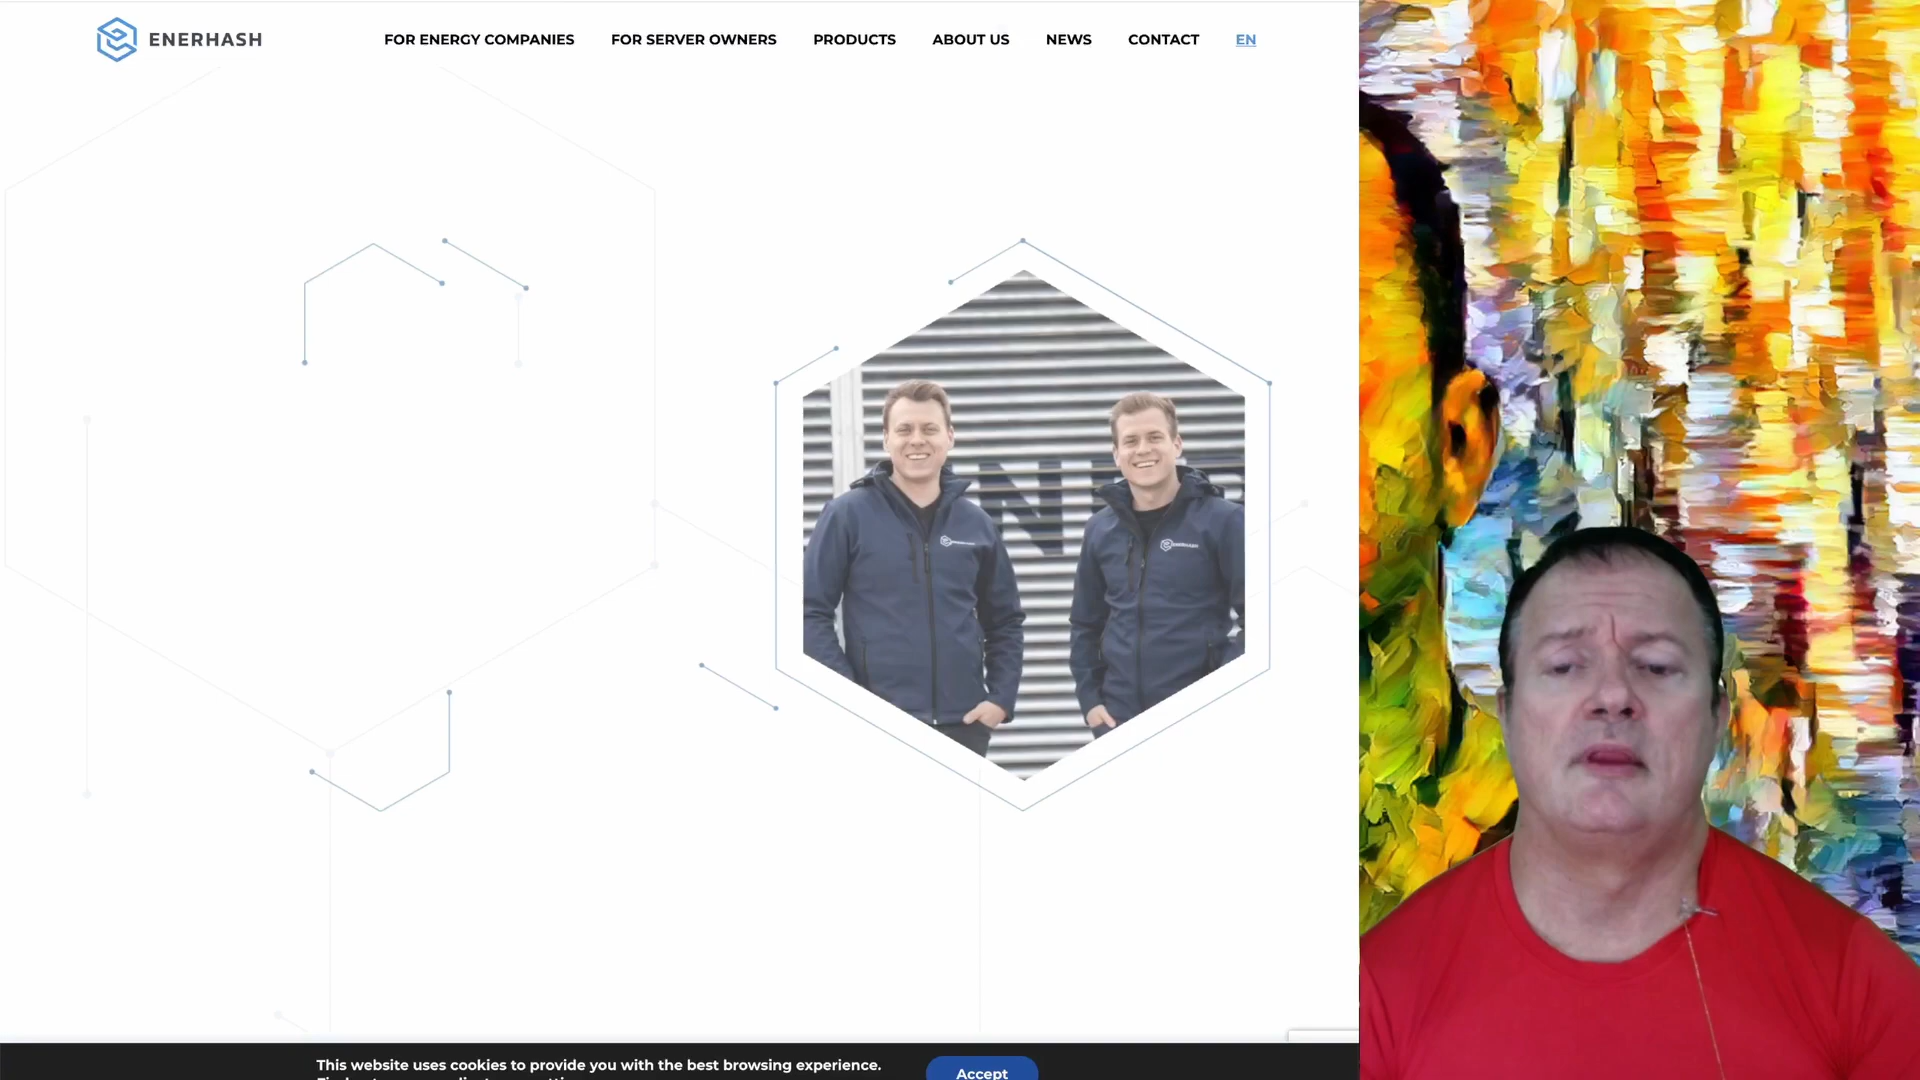 ENERHASH
FOR ENERGY COMPANIES
FOR SERVER OWNERS
PRODUCTS
ABOUT US
NEWS
CONTACT
EN
ENERHASH
This website uses cookies to provide you with the best browsing experience.
Accept